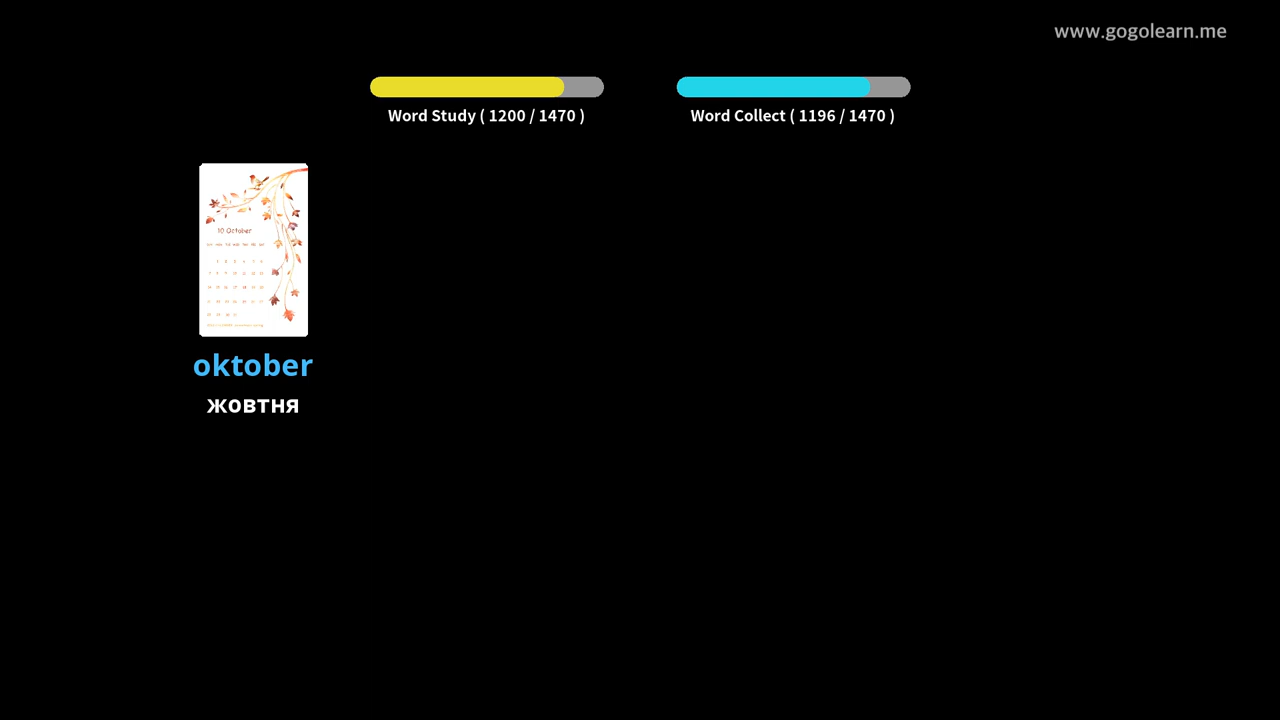 www.gogolearn.me
Word Study ( 1200 / 1470 )
Word Collect ( 1196 / 1470 )
10 October
oktober
жовтня